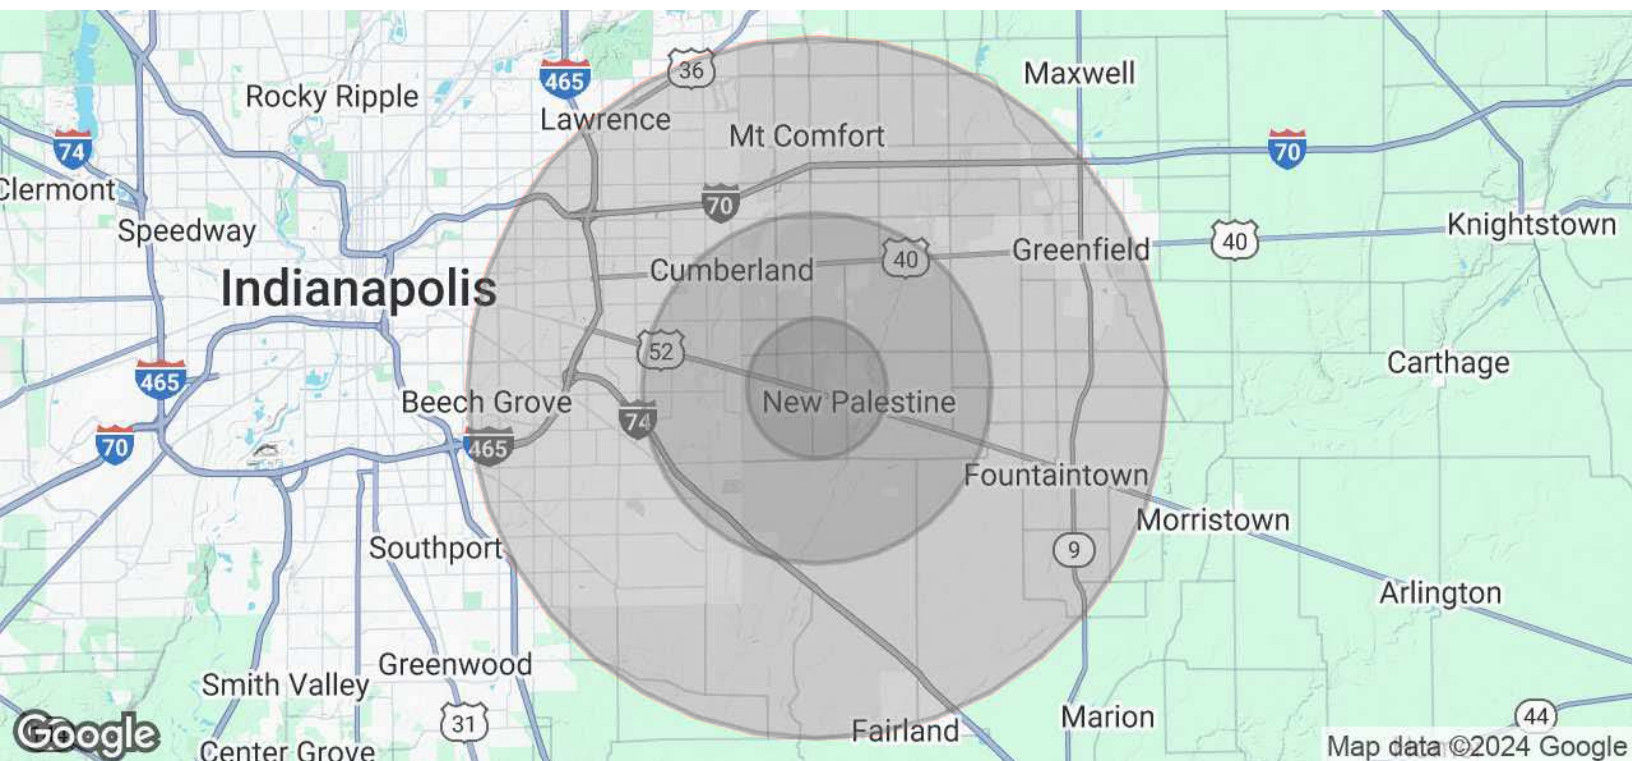 36
Maxwell
465
Rocky Ripple
Lawrence
Mt Comfort
74
70
Clermont
70
Speedway
Knightstown
40
Greenfield
40
Cumberland
Indianapolis
52
Carthage
465
Beech Grove
New Palestine
74
70
465
Fountaintown
Morristown
Southport
9
Arlington
Greenwood
Smith Valley
Marion
44
31
Fairland
Google
Center Grove
Map data ©2024 Google